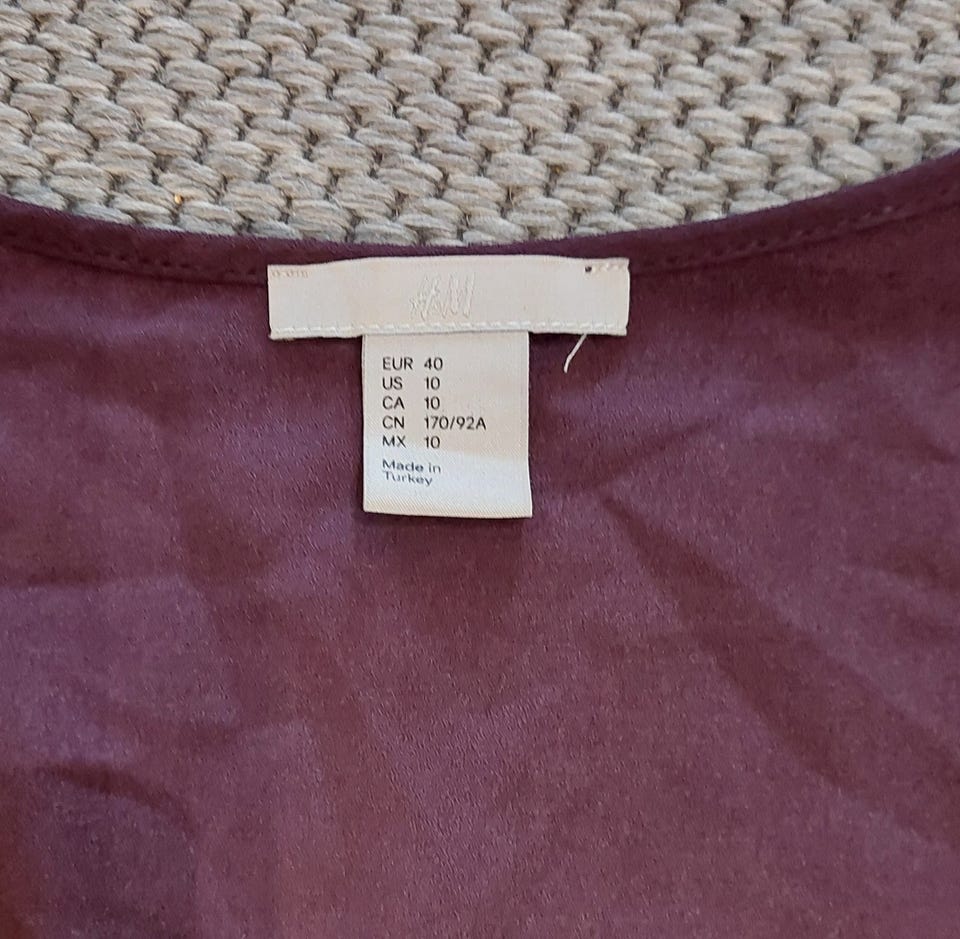 H&M
EUR 40
US 10
CA 10
CN 170/92A
MX 10
Made in
Turkey